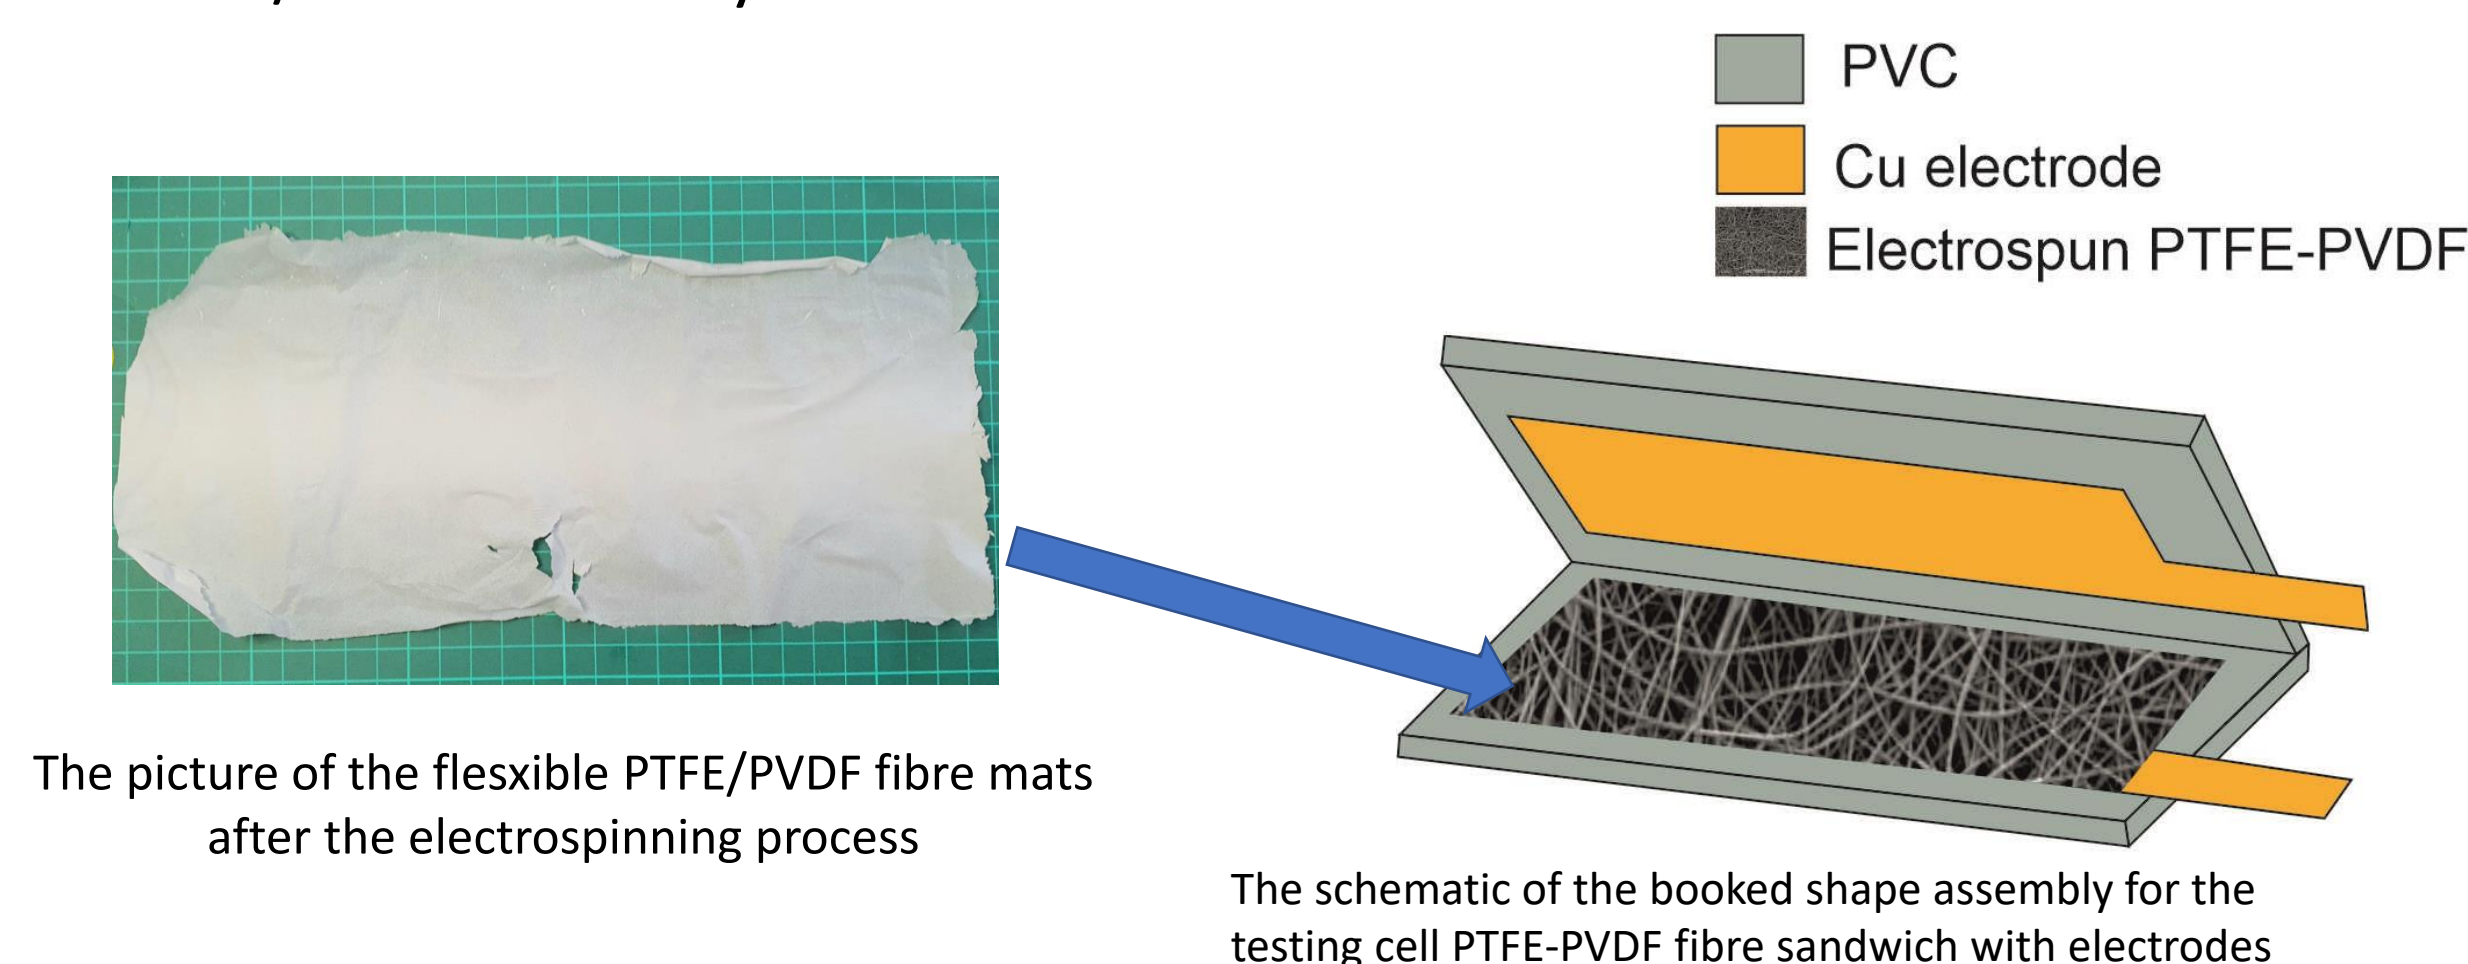 PVC
Cu electrode
Electrospun PTFE-PVDF
The picture of the flesxible PTFE/PVDF fibre mats
after the electrospinning process
The schematic of the booked shape assembly for the
testing cell PTFE-PVDF fibre sandwich with electrodes